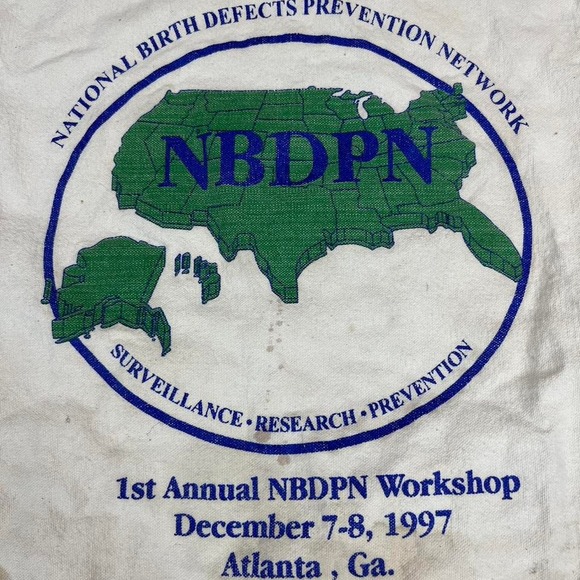 NATIONAL BIRTH DEFECTS PREVENTION NETWORK
NBDPN
SURVEILLANCE • RESEARCH • PREVENTION
1st Annual NBDPN Workshop
December 7-8, 1997
Atlanta , Ga.